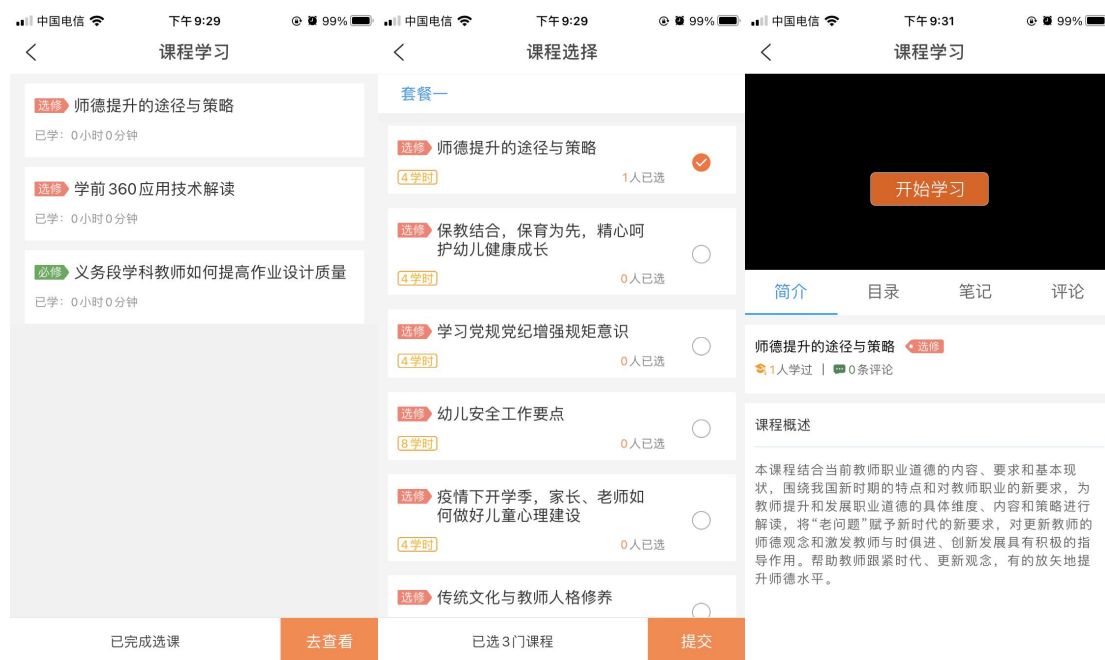 中国电信 下午9:29 99%
课程学习
选修 师德提升的途径与策略
已学：0小时0分钟
选修 学前360应用技术解读
已学：0小时0分钟
必修 义务段学科教师如何提高作业设计质量
已学：0小时0分钟
已完成选课 去查看
中国电信 下午9:29 99%
课程选择
套餐一
选修 师德提升的途径与策略
4学时 1人已选
选修 保教结合，保育为先，精心呵
护幼儿健康成长
4学时 0人已选
选修 学习党规党纪增强规矩意识
4学时 0人已选
选修 幼儿安全工作要点
8学时 0人已选
选修 疫情下开学季，家长、老师如
何做好儿童心理建设
4学时 0人已选
选修 传统文化与教师人格修养
已选3门课程 提交
中国电信 下午9:31 99%
课程学习
开始学习
简介 目录 笔记 评论
师德提升的途径与策略 选修
1人学过 | 0条评论
课程概述
本课程结合当前教师职业道德的内容、要求和基本现
状，围绕我国新时期的特点和对教师职业的新要求，为
教师提升和发展职业道德的具体维度、内容和策略进行
解读，将“老问题”赋予新时代的新要求，对更新教师的
师德观念和激发教师与时俱进、创新发展具有积极的指
导作用。帮助教师跟紧时代、更新观念，有的放矢地提
升师德水平。